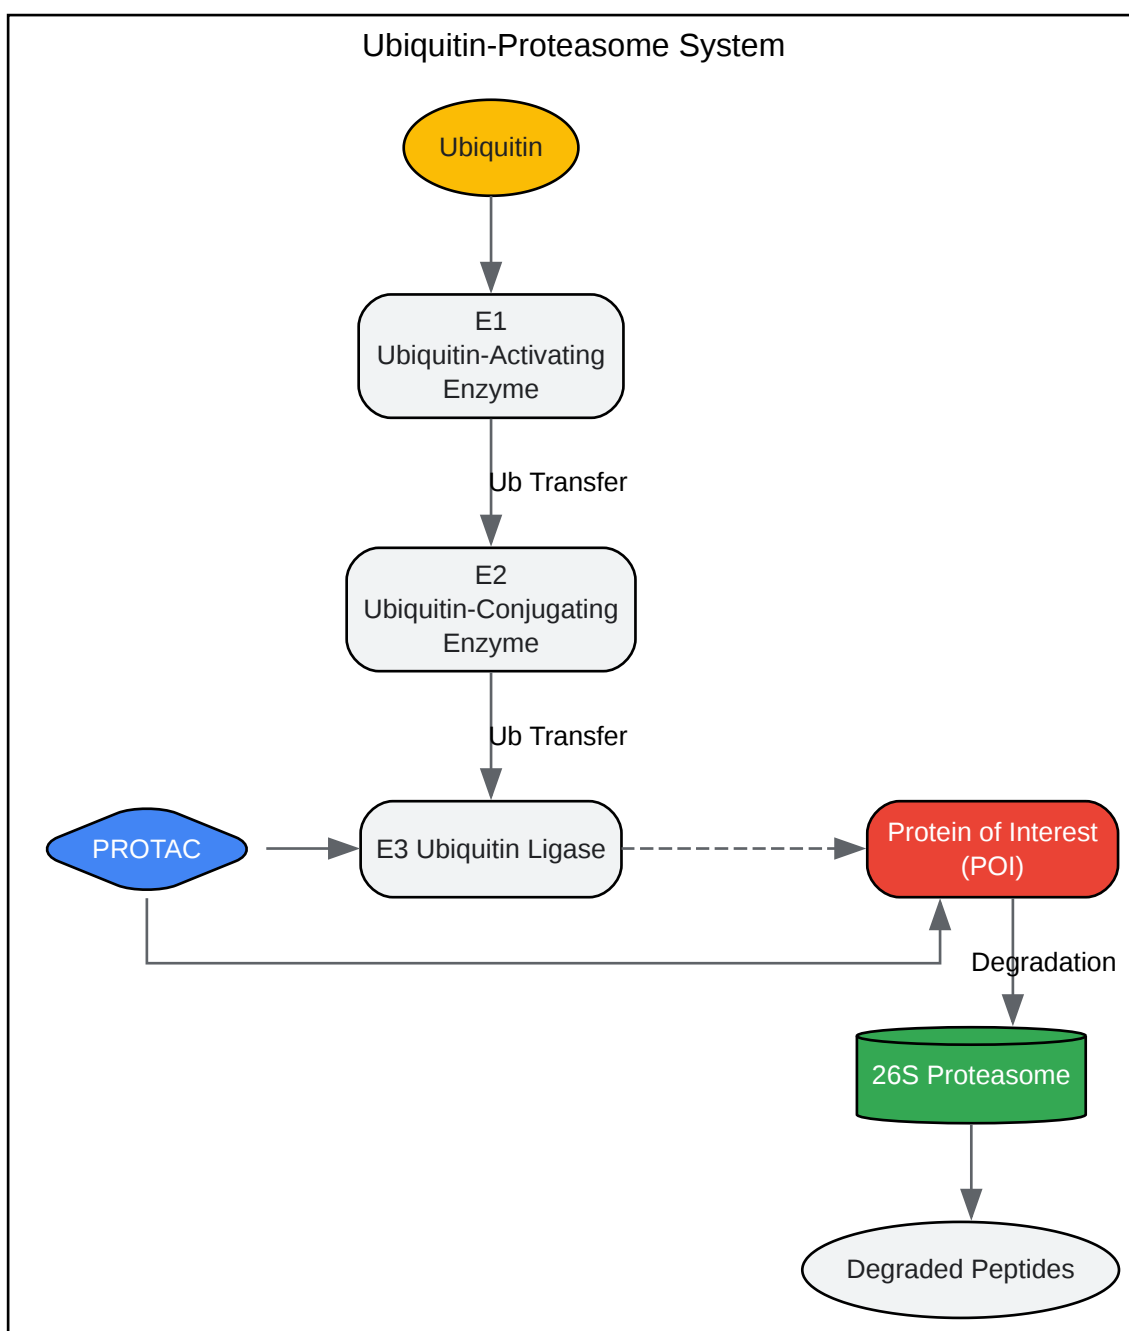 Ubiquitin-Proteasome System
Ubiquitin
E1
Ubiquitin-Activating
Enzyme
Ub Transfer
E2
Ubiquitin-Conjugating
Enzyme
Ub Transfer
PROTAC
E3 Ubiquitin Ligase
Protein of Interest
(POI)
Degradation
26S Proteasome
Degraded Peptides